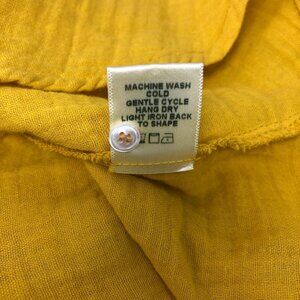 MACHINE WASH
COLD
GENTLE CYCLE
HANG DRY
LIGHT IRON BACK
TO SHAPE